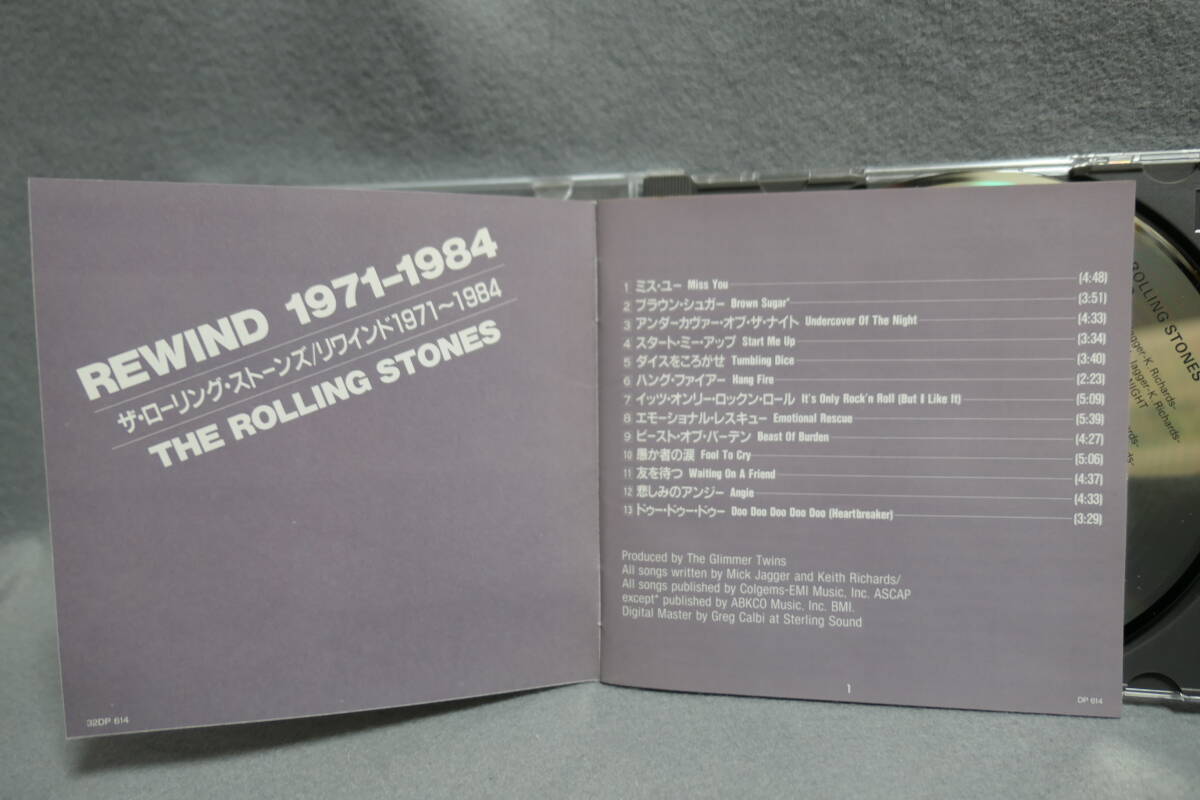 REWIND 1971-1984
ザ・ローリング・ストーンズ/リワインド1971〜1984
THE ROLLING STONES
32DP 614
1 ミス・ユー Miss You (4:48)
2 ブラウン・シュガー Brown Sugar* (3:51)
3 アンダーカヴァー・オブ・ザ・ナイト Undercover Of The Night (4:33)
4 スタート・ミー・アップ Start Me Up (3:34)
5 ダイスをころがせ Tumbling Dice (3:40)
6 ハング・ファイアー Hang Fire (2:23)
7 イッツ・オンリー・ロックン・ロール It's Only Rock'n Roll (But I Like It) (5:09)
8 エモーショナル・レスキュー Emotional Rescue (5:39)
9 ビースト・オブ・バーデン Beast Of Burden (4:27)
10 愚か者の涙 Fool To Cry (5:06)
11 友を待つ Waiting On A Friend (4:37)
12 悲しみのアンジー Angie (4:33)
13 ドゥー・ドゥー・ドゥー Doo Doo Doo Doo Doo (Heartbreaker) (3:29)
Produced by The Glimmer Twins
All songs written by Mick Jagger and Keith Richards/
All songs published by Colgems-EMI Music, Inc. ASCAP
except* published by ABKCO Music, Inc. BMI.
Digital Master by Greg Calbi at Sterling Sound
1
DP 614
ROLLING STONES
Jagger-K. Richards-
Jagger-K. Richards-
NIGHT